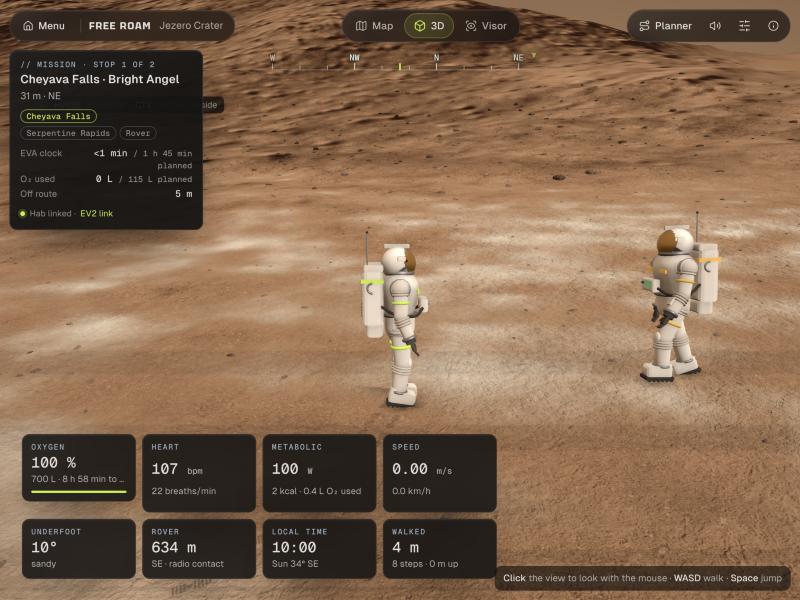 Menu FREE ROAM Jezero Crater
Map 3D Visor
Planner
W NW N NE
// MISSION · STOP 1 OF 2
Cheyava Falls · Bright Angel
31 m · NE
side
Cheyava Falls
Serpentine Rapids Rover
EVA clock <1 min / 1 h 45 min
planned
O₂ used 0 L / 115 L planned
Off route 5 m
Hab linked · EV2 link
OXYGEN
100 %
700 L · 8 h 58 min to …
HEART
107 bpm
22 breaths/min
METABOLIC
100 W
2 kcal · 0.4 L O₂ used
SPEED
0.00 m/s
0.0 km/h
UNDERFOOT
10°
sandy
ROVER
634 m
SE · radio contact
LOCAL TIME
10:00
Sun 34° SE
WALKED
4 m
8 steps · 0 m up
Click the view to look with the mouse · WASD walk · Space jump